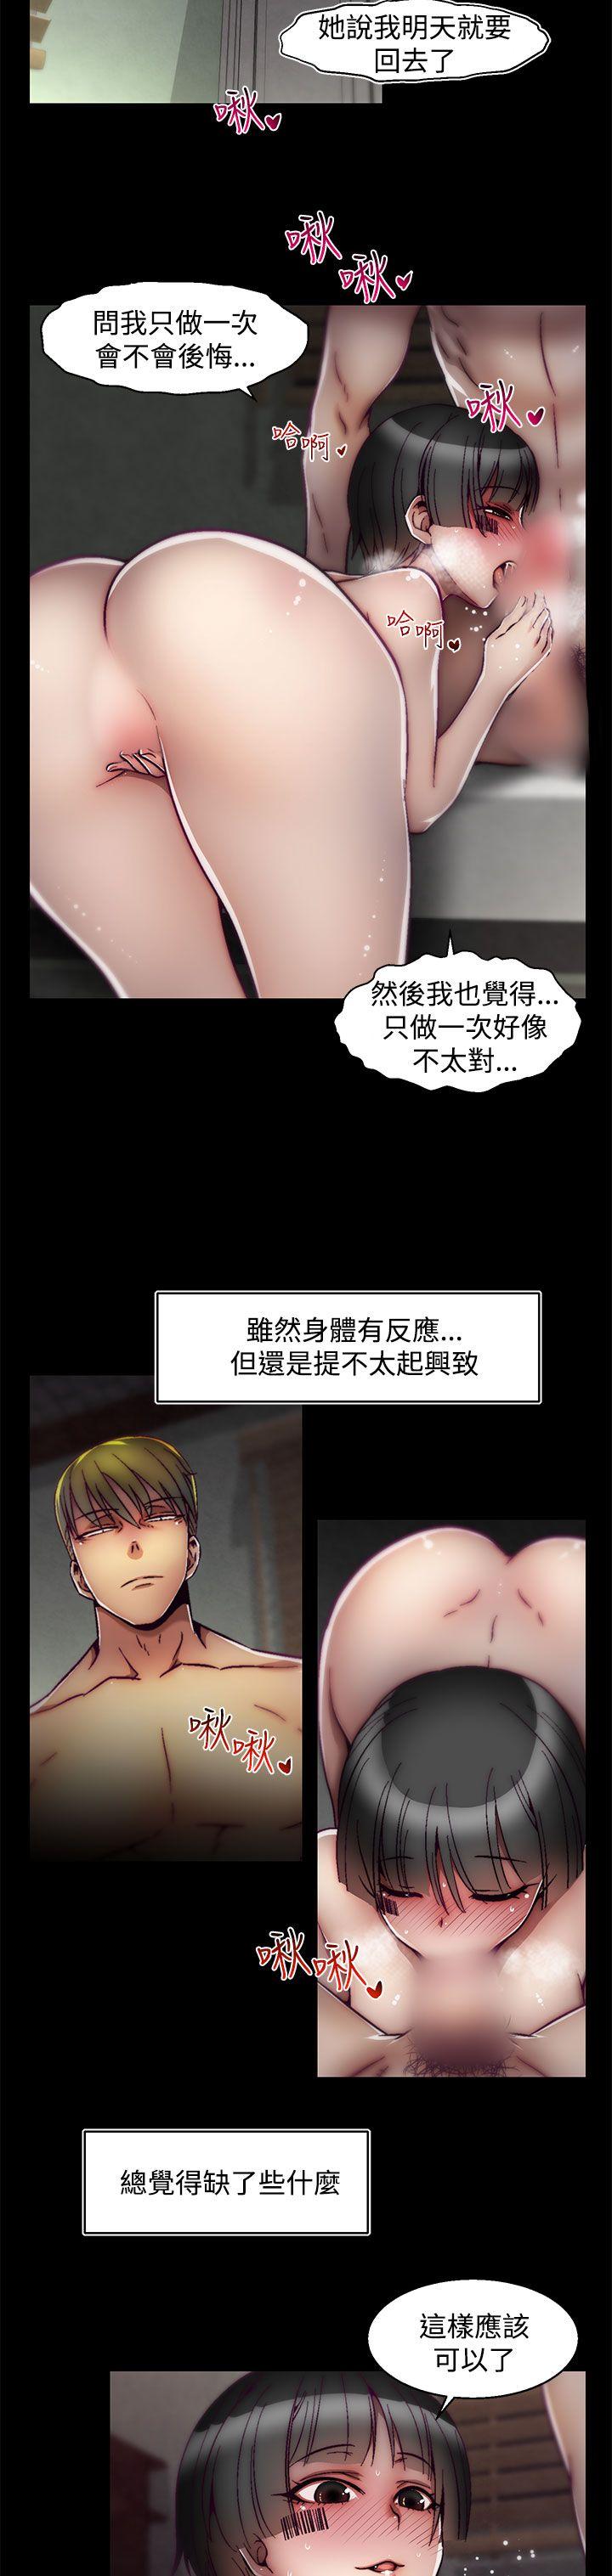 她說我明天就要
回去了
啾
啾
啾
問我只做一次
會不會後悔...
啾
哈啊
哈啊
然後我也覺得...
只做一次好像
不太對...
雖然身體有反應...
但還是提不太起興致
啾啾
啾啾
總覺得缺了些什麼
這樣應該
可以了